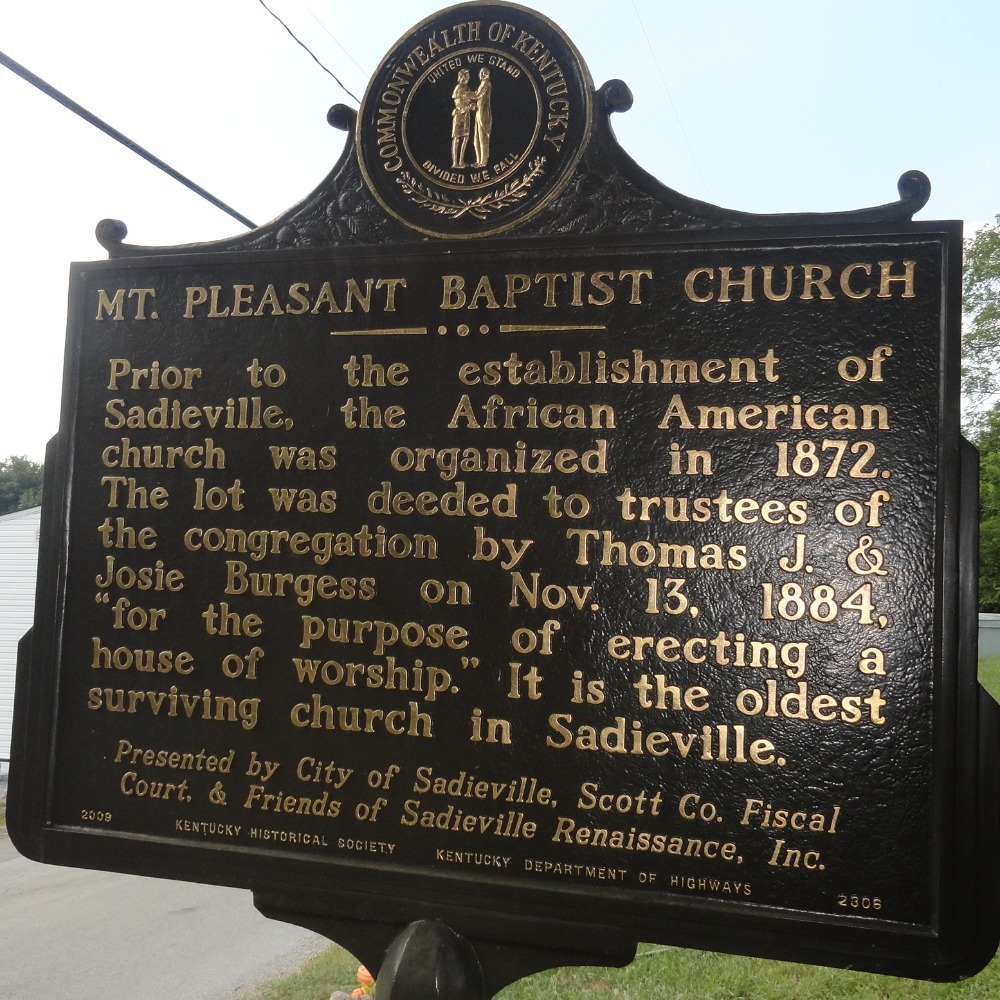 COMMONWEALTH OF KENTUCKY
UNITED WE STAND
DIVIDED WE FALL
MT. PLEASANT BAPTIST CHURCH
Prior to the establishment of
Sadieville, the African American
church was organized in 1872.
The lot was deeded to trustees of
the congregation by Thomas J. &
Josie Burgess on Nov. 13, 1884,
"for the purpose of erecting a
house of worship." It is the oldest
surviving church in Sadieville.
Presented by City of Sadieville, Scott Co. Fiscal
Court, & Friends of Sadieville Renaissance, Inc.
2009 KENTUCKY HISTORICAL SOCIETY KENTUCKY DEPARTMENT OF HIGHWAYS 2306